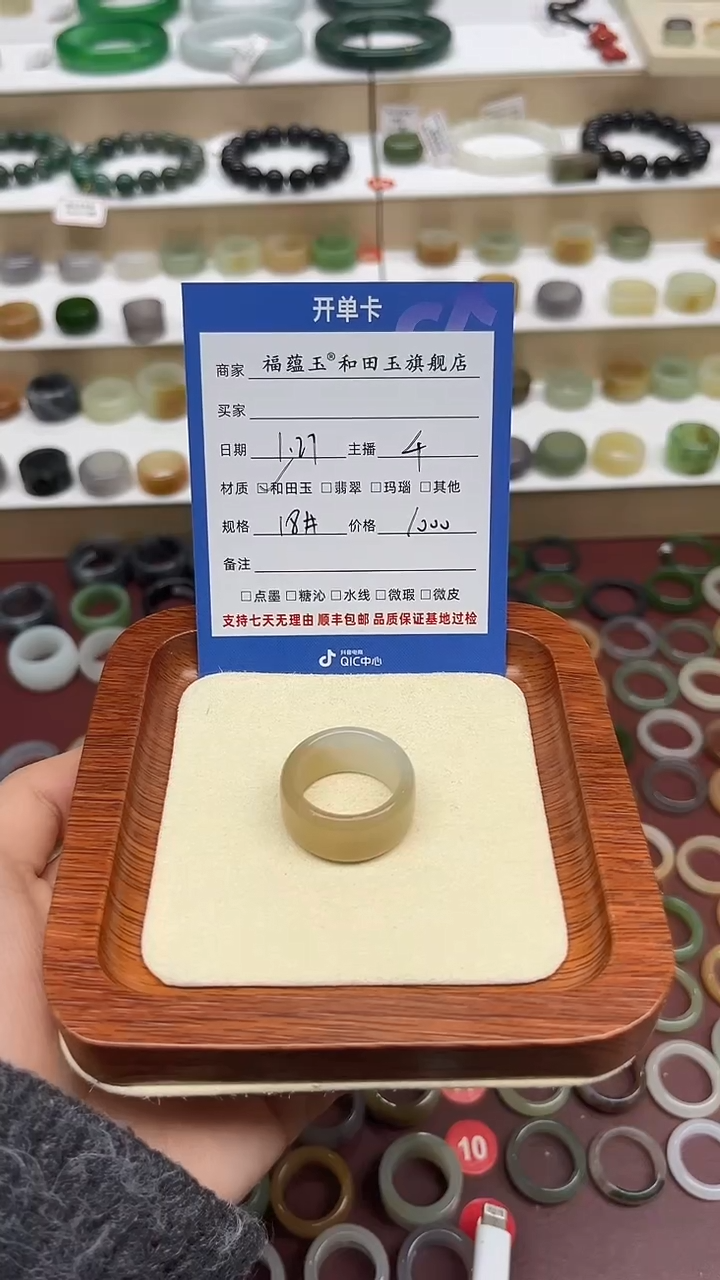 开单卡
商家 福蕴玉®和田玉旗舰店
买家
日期 1.27 主播 4
材质 ☑和田玉 □翡翠 □玛瑙 □其他
规格 18# 价格 1000
备注
□点墨 □糖沁 □水线 □微瑕 □微皮
支持七天无理由 顺丰包邮 品质保证基地过检
抖音电商
QIC中心
10